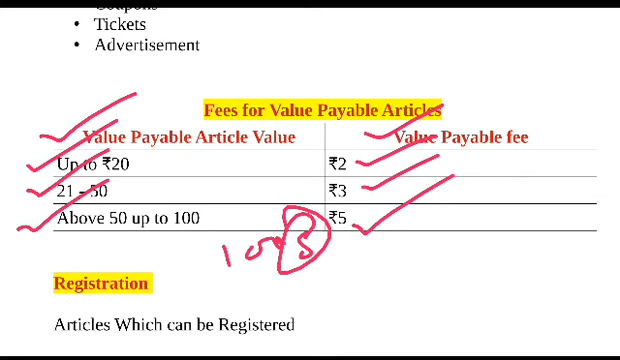 • Tickets
• Advertisement
Fees for Value Payable Articles
Value Payable Article Value Value Payable fee
Up to ₹20 ₹2
21 – 50 ₹3
Above 50 up to 100 ₹5
Registration
Articles Which can be Registered